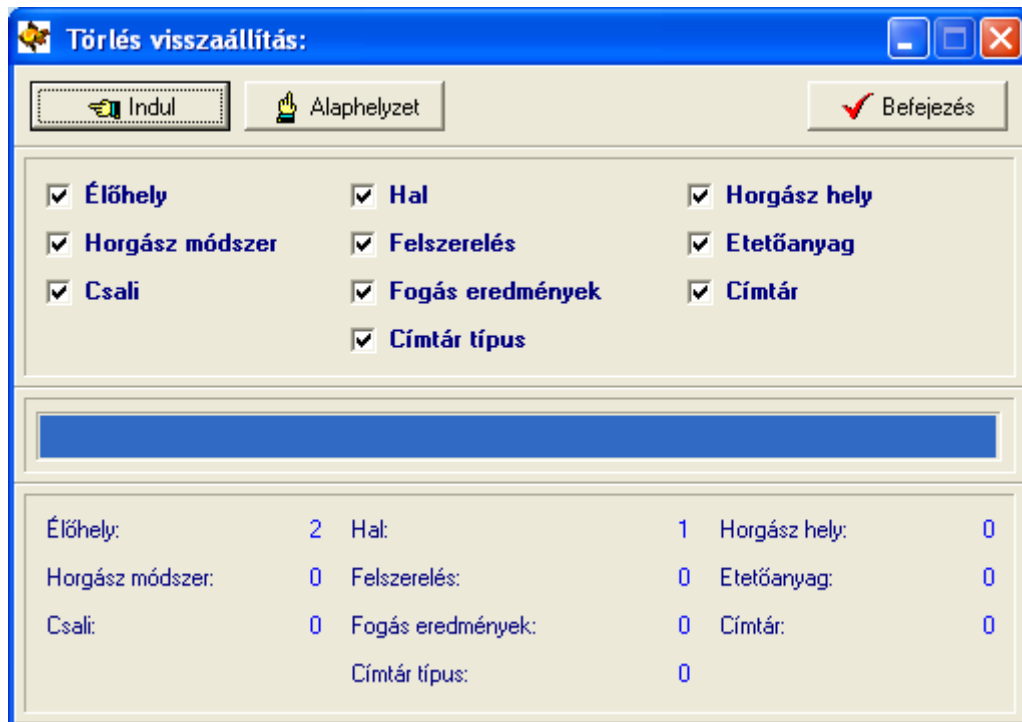 Törlés visszaállítás:
Indul Alaphelyzet Befejezés
Élőhely Hal Horgász hely
Horgász módszer Felszerelés Etetőanyag
Csali Fogás eredmények Címtár
Címtár típus
Élőhely: 2 Hal: 1 Horgász hely: 0
Horgász módszer: 0 Felszerelés: 0 Etetőanyag: 0
Csali: 0 Fogás eredmények: 0 Címtár: 0
Címtár típus: 0